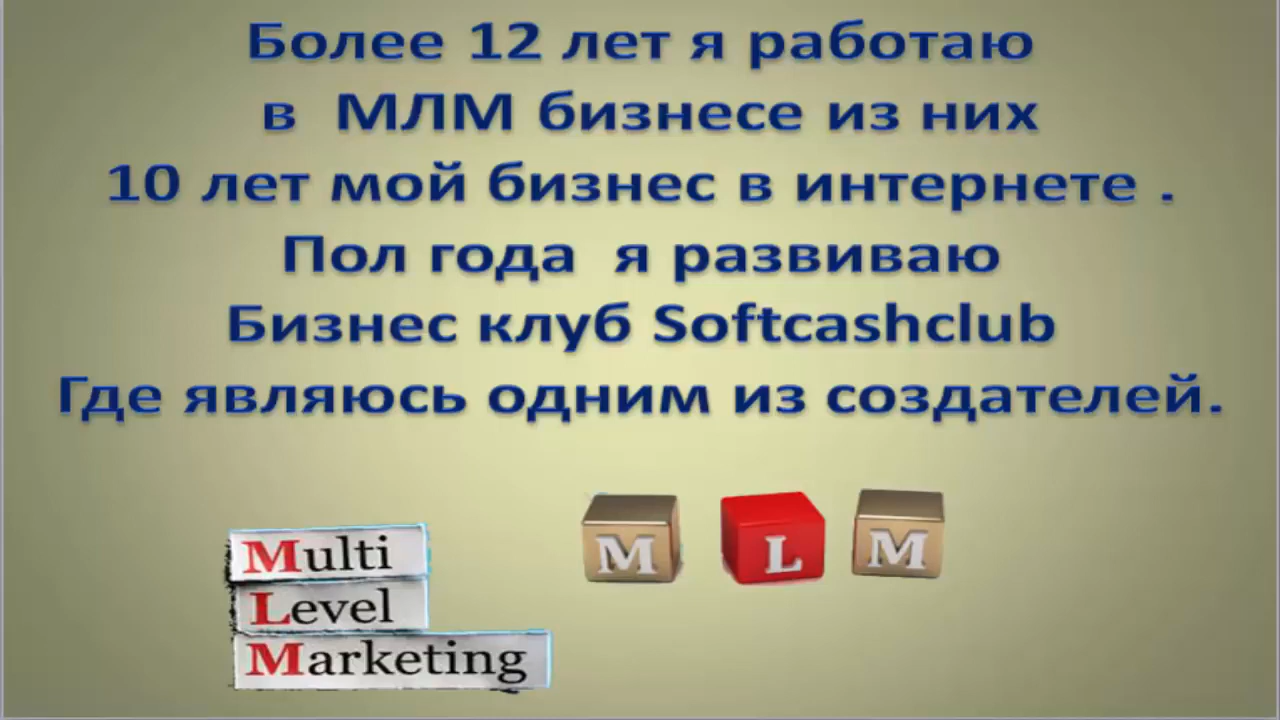 Более 12 лет я работаю
в МЛМ бизнесе из них
10 лет мой бизнес в интернете .
Пол года я развиваю
Бизнес клуб Softcashclub
Где являюсь одним из создателей.
M L M
Multi
Level
Marketing